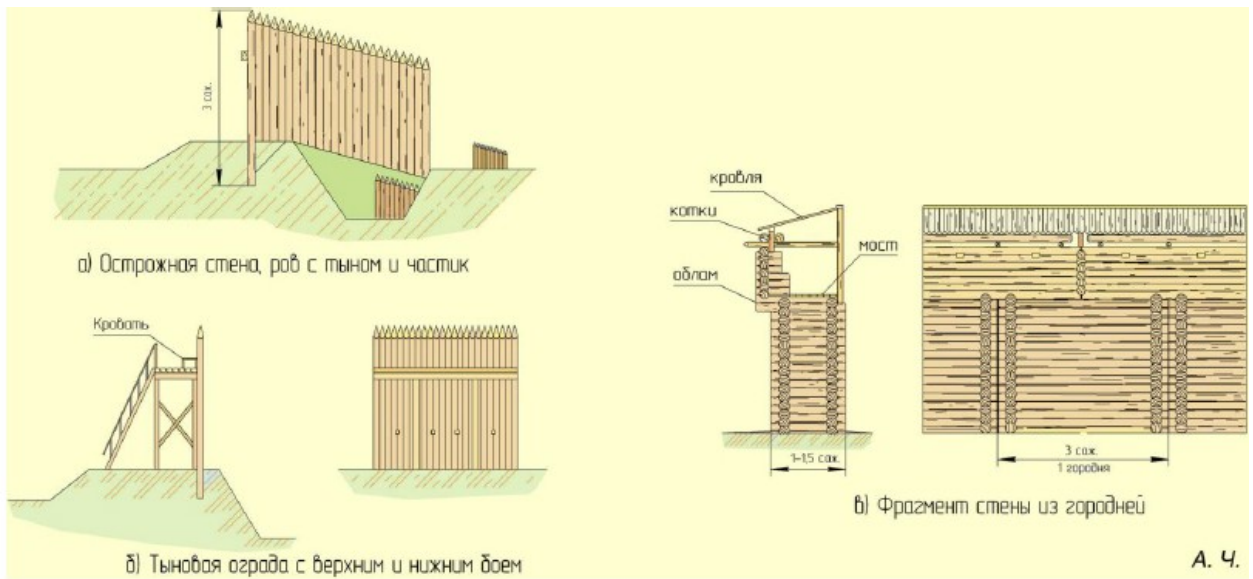 3 саж.
а) Острожная стена, ров с тыном и частик
Кровать
б) Тыновая ограда с верхним и нижним боем
кровля
котки
мост
облам
1-1,5 саж.
3 саж.
1 городня
в) Фрагмент стены из городней
А. Ч.